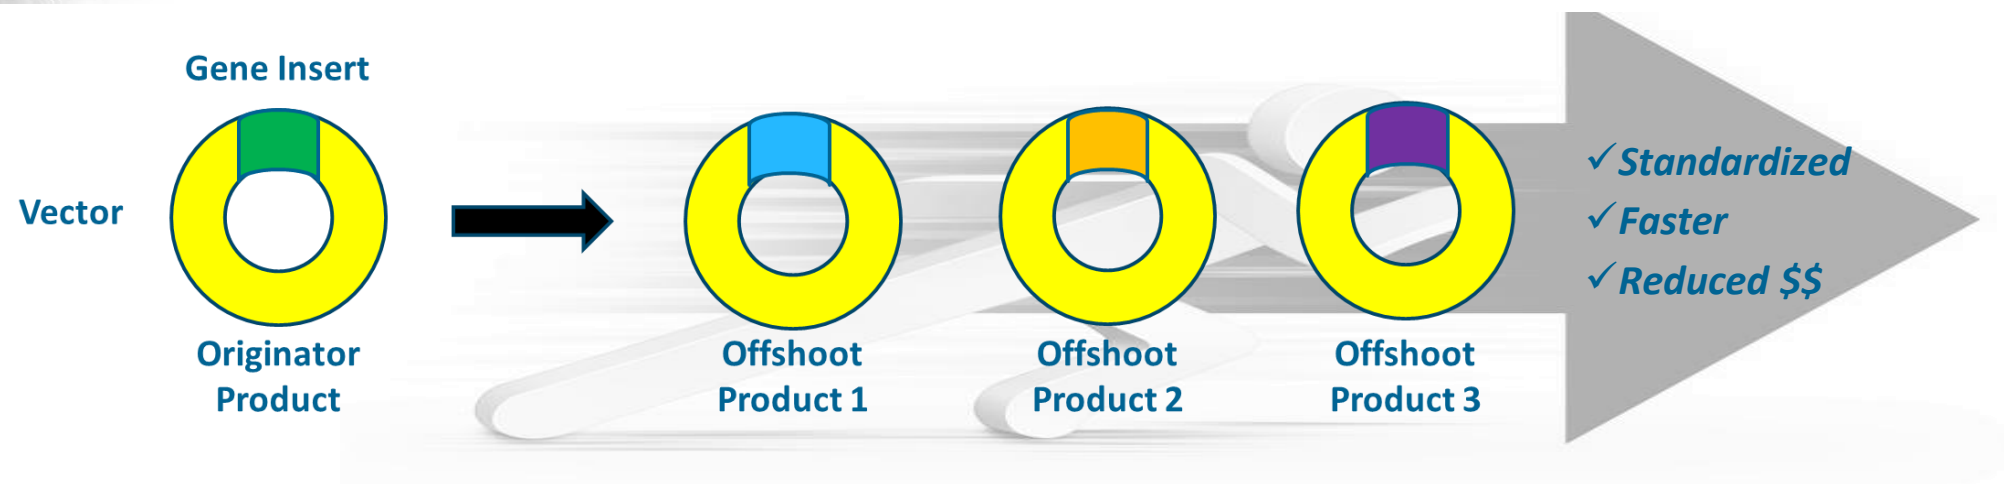 Gene Insert
Vector
Originator
Product
Offshoot
Product 1
Offshoot
Product 2
Offshoot
Product 3
✓Standardized
✓Faster
✓Reduced $$